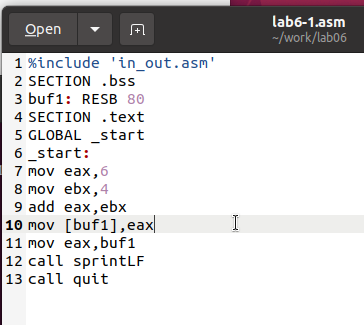 Open
lab6-1.asm
~/work/lab06
1 %include 'in_out.asm'
2 SECTION .bss
3 buf1: RESB 80
4 SECTION .text
5 GLOBAL _start
6 _start:
7 mov eax,6
8 mov ebx,4
9 add eax,ebx
10 mov [buf1],eax
11 mov eax,buf1
12 call sprintLF
13 call quit